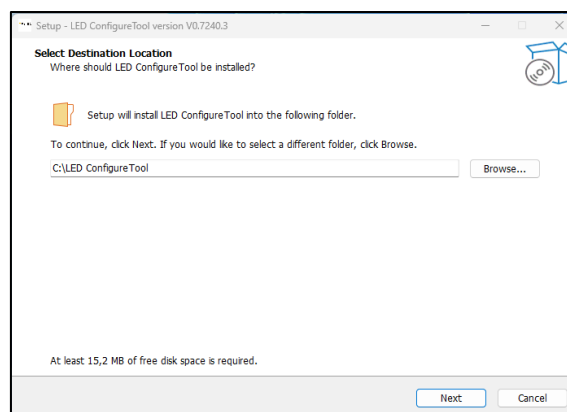 Setup - LED ConfigureTool version V0.7240.3
Select Destination Location
Where should LED ConfigureTool be installed?
Setup will install LED ConfigureTool into the following folder.
To continue, click Next. If you would like to select a different folder, click Browse.
C:\LED ConfigureTool
Browse...
At least 15,2 MB of free disk space is required.
Next
Cancel